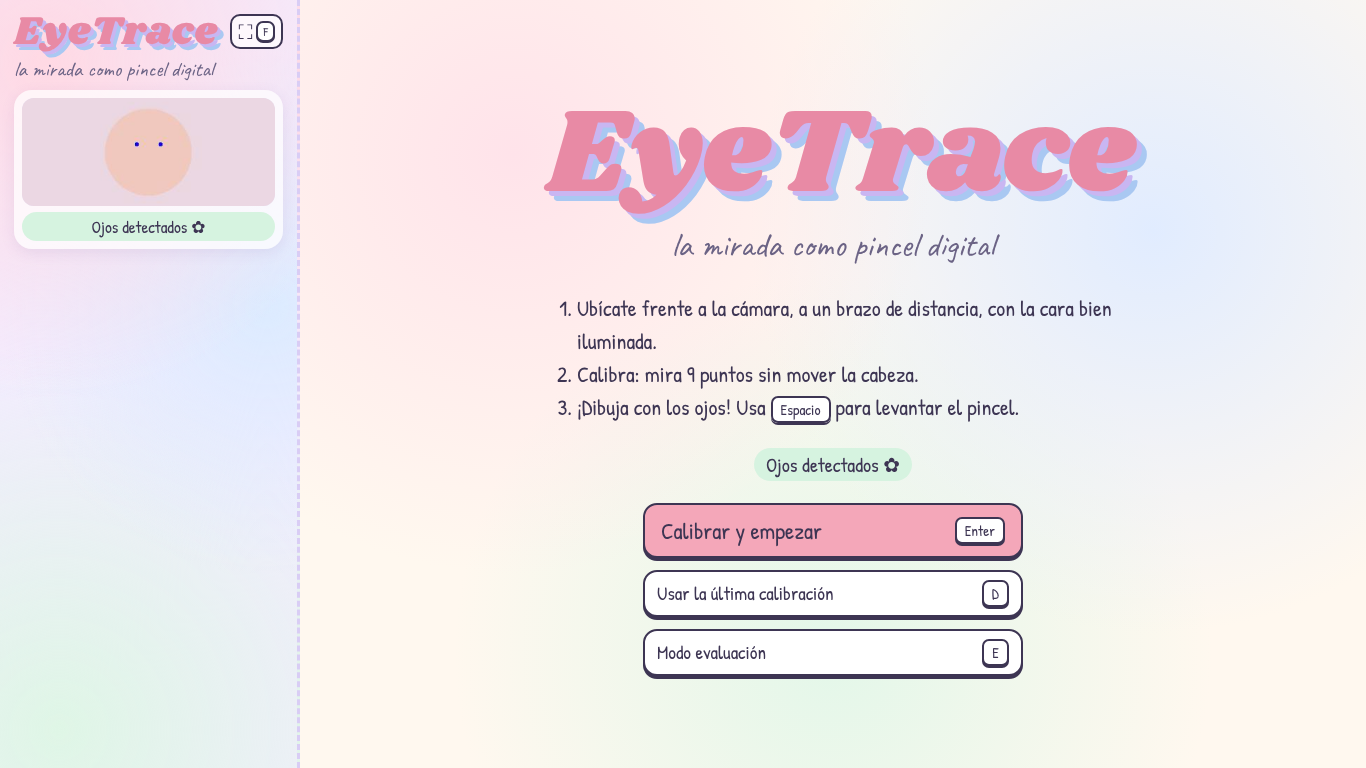 EyeTrace
F
la mirada como pincel digital
Ojos detectados ✿
EyeTrace
la mirada como pincel digital
1. Ubícate frente a la cámara, a un brazo de distancia, con la cara bien
iluminada.
2. Calibra: mira 9 puntos sin mover la cabeza.
3. ¡Dibuja con los ojos! Usa Espacio para levantar el pincel.
Ojos detectados ✿
Calibrar y empezar Enter
Usar la última calibración D
Modo evaluación E